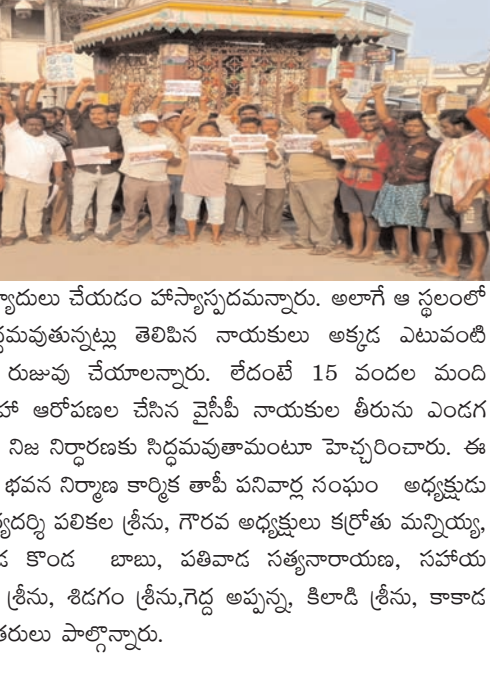 ్యాదులు చేయడం హాస్యాస్పదమన్నారు. అలాగే ఆ స్థలంలో
ద్ధమవుతున్నట్లు తెలిపిన నాయకులు అక్కడ ఎటువంటి
రుజువు చేయాలన్నారు. లేదంటే 15 వందల మంది
హా ఆరోపణల చేసిన వైసీపీ నాయకుల తీరును ఎండగ
నిజ నిర్ధారణకు సిద్ధమవుతామంటూ హెచ్చరించారు. ఈ
భవన నిర్మాణ కార్మిక తాపీ పనివార్ల సంఘం అధ్యక్షుడు
ర్యదర్శి పలికల శ్రీను, గౌరవ అధ్యక్షులు కర్రోతు మన్నియ్య,
డ కొండ బాబు, పతివాడ సత్యనారాయణ, సహాయ
శ్రీను, శిడగం శ్రీను,గెద్ద అప్పన్న, కిలాడి శ్రీను, కాకాడ
తరులు పాల్గొన్నారు.